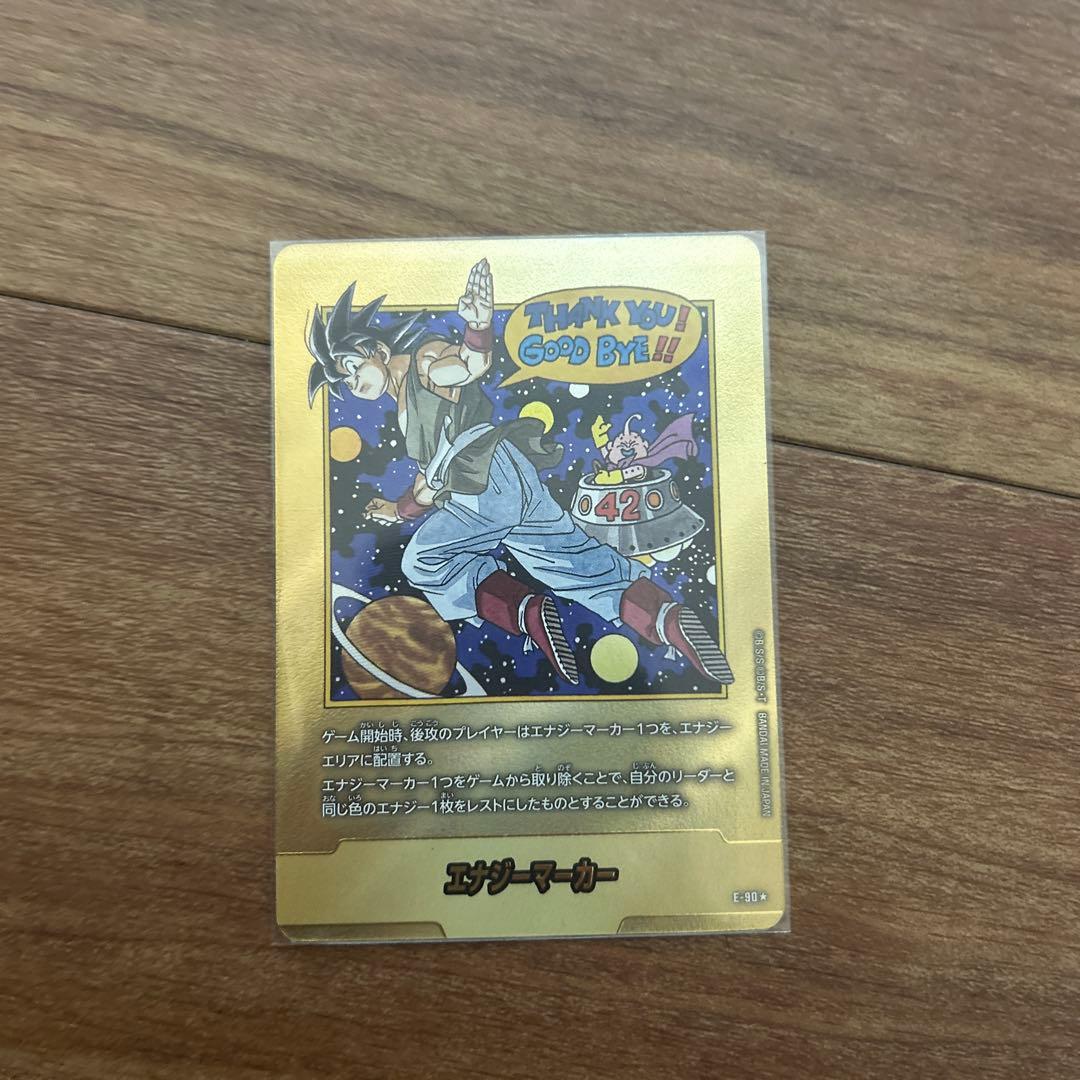 THANK YOU!
GOOD BYE!!
42
ゲーム開始時、後攻のプレイヤーはエナジーマーカー1つを、エナジー
エリアに配置する。
エナジーマーカー1つをゲームから取り除くことで、自分のリーダーと
同じ色のエナジー1枚をレストにしたものとすることができる。
エナジーマーカー
E-90★
©B・S/S ©B/S・T BANDAI MADE IN JAPAN